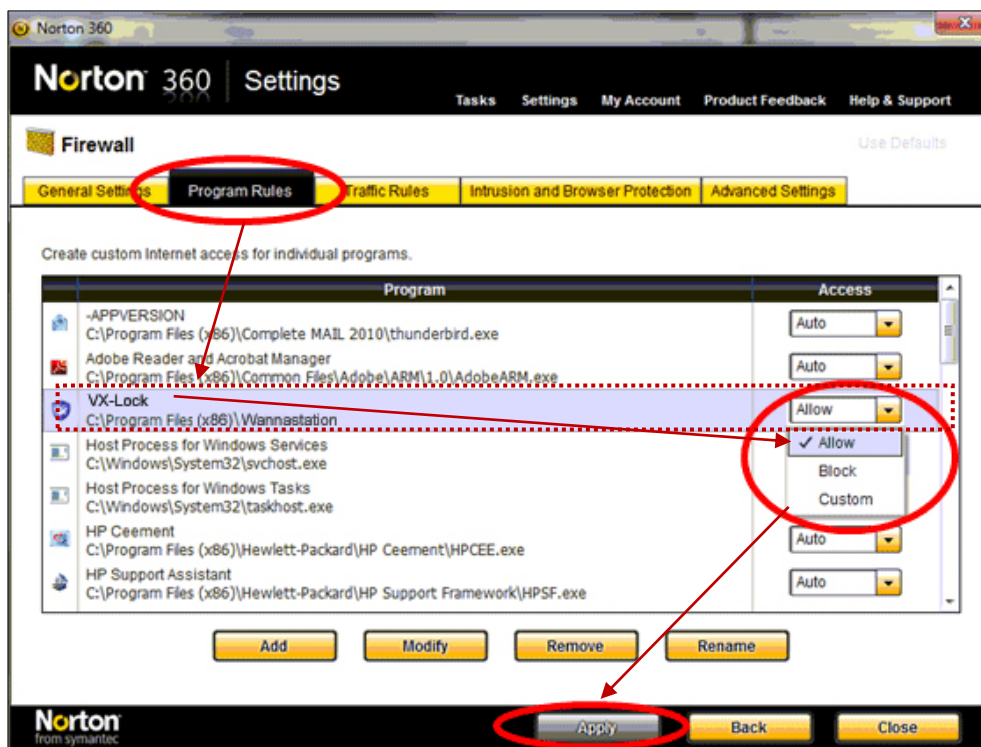 Norton 360
Norton 360 Settings
Tasks Settings My Account Product Feedback Help & Support
Firewall Use Defaults
General Settings Program Rules Traffic Rules Intrusion and Browser Protection Advanced Settings
Create custom Internet access for individual programs.
Program Access
-APPVERSION
C:\Program Files (x86)\Complete MAIL 2010\thunderbird.exe
Auto
Adobe Reader and Acrobat Manager
C:\Program Files (x86)\Common Files\Adobe\ARM\1.0\AdobeARM.exe
Auto
VX-Lock
C:\Program Files (x86)\Wannastation
Allow
✓ Allow
Block
Custom
Host Process for Windows Services
C:\Windows\System32\svchost.exe
Host Process for Windows Tasks
C:\Windows\System32\taskhost.exe
HP Ceement
C:\Program Files (x86)\Hewlett-Packard\HP Ceement\HPCEE.exe
Auto
HP Support Assistant
C:\Program Files (x86)\Hewlett-Packard\HP Support Framework\HPSF.exe
Auto
Add Modify Remove Rename
Norton
from symantec
Apply Back Close